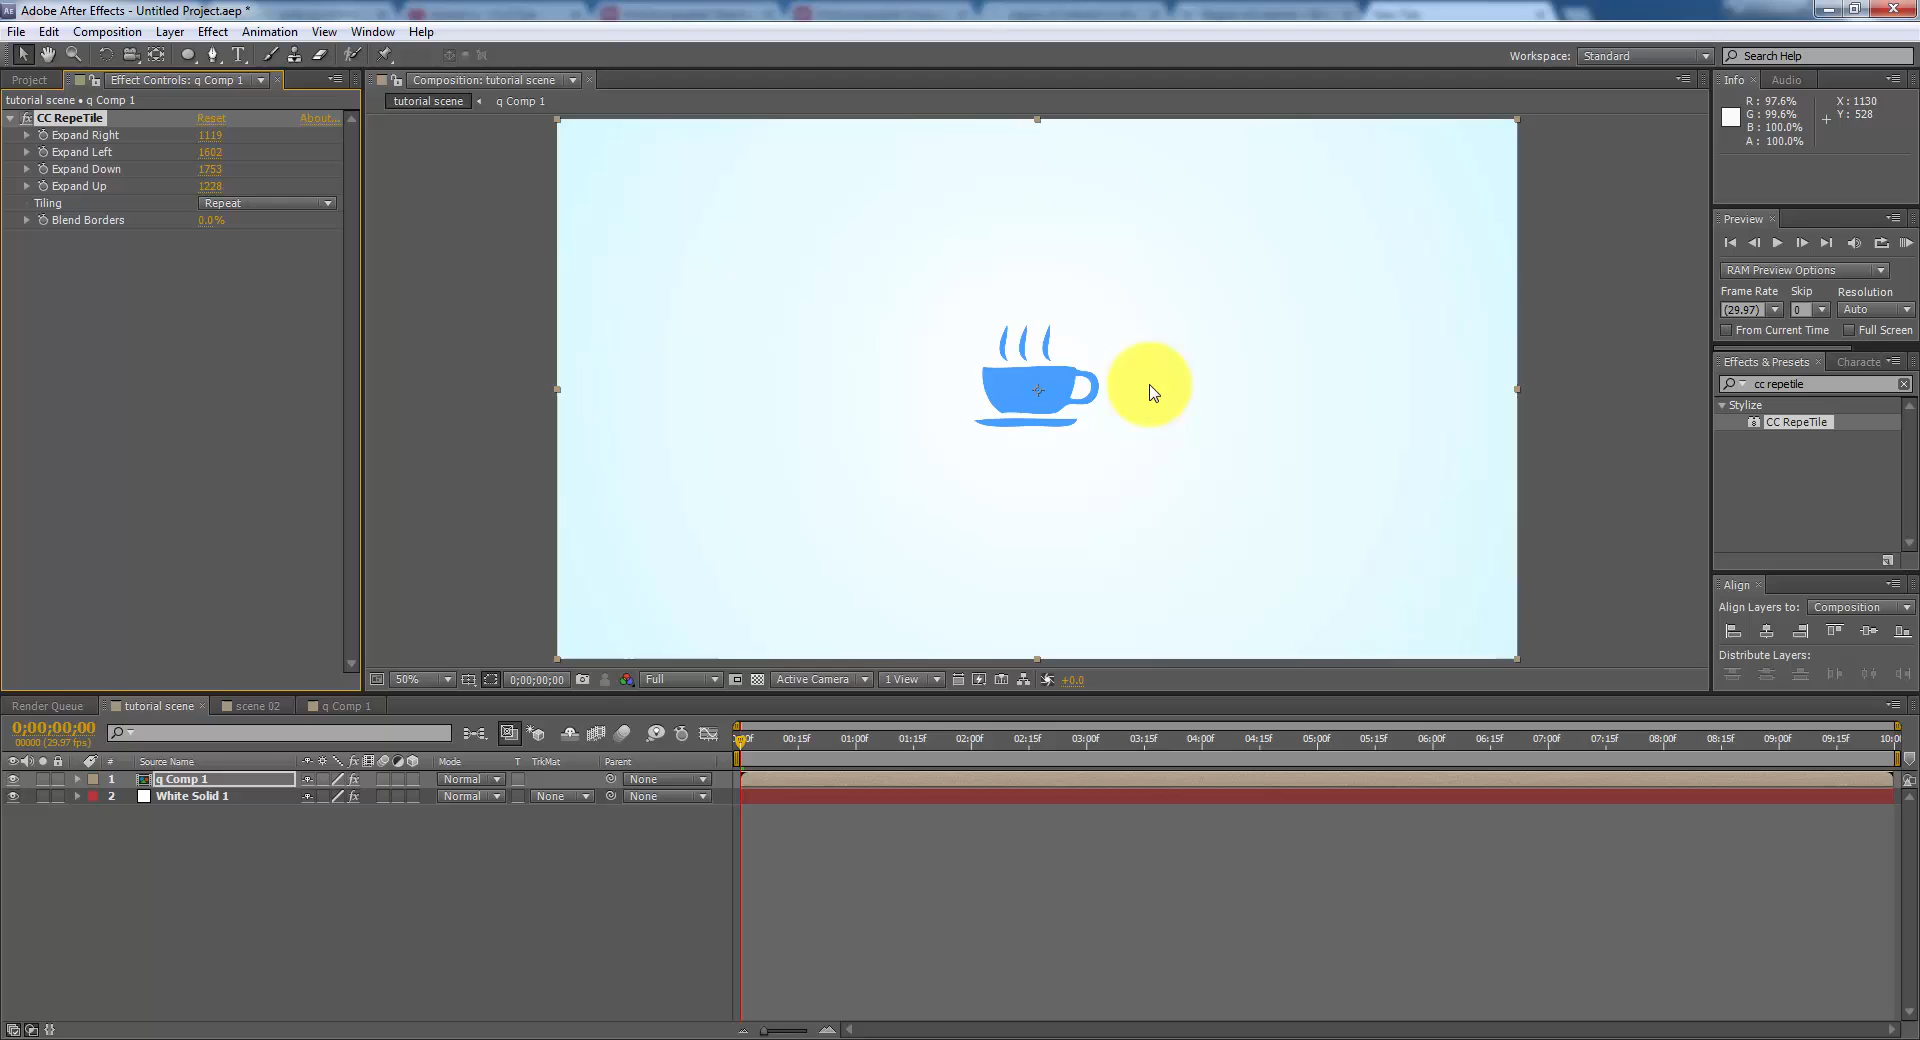 Adobe After Effects - Untitled Project.aep *
File Edit Composition Layer Effect Animation View Window Help
Workspace: Standard Search Help
Project Effect Controls: q Comp 1
tutorial scene • q Comp 1
fx CC RepeTile Reset About...
Expand Right 1119
Expand Left 1602
Expand Down 1753
Expand Up 1228
Tiling Repeat
Blend Borders 0.0%
Composition: tutorial scene
tutorial scene q Comp 1
50% 0;00;00;00 Full Active Camera 1 View +0.0
Info Audio
R : 97.6% X : 1130
G : 99.6% Y : 528
B : 100.0%
A : 100.0%
Preview
RAM Preview Options
Frame Rate Skip Resolution
(29.97) 0 Auto
From Current Time Full Screen
Effects & Presets Characte
cc repetile
Stylize
CC RepeTile
Align
Align Layers to: Composition
Distribute Layers:
Render Queue tutorial scene scene 02 q Comp 1
0;00;00;00
00000 (29.97 fps)
# Source Name Mode T TrkMat Parent
1 q Comp 1 fx Normal None
2 White Solid 1 fx Normal None None
00:15f 01:00f 01:15f 02:00f 02:15f 03:00f 03:15f 04:00f 04:15f 05:00f 05:15f 06:00f 06:15f 07:00f 07:15f 08:00f 08:15f 09:00f 09:15f